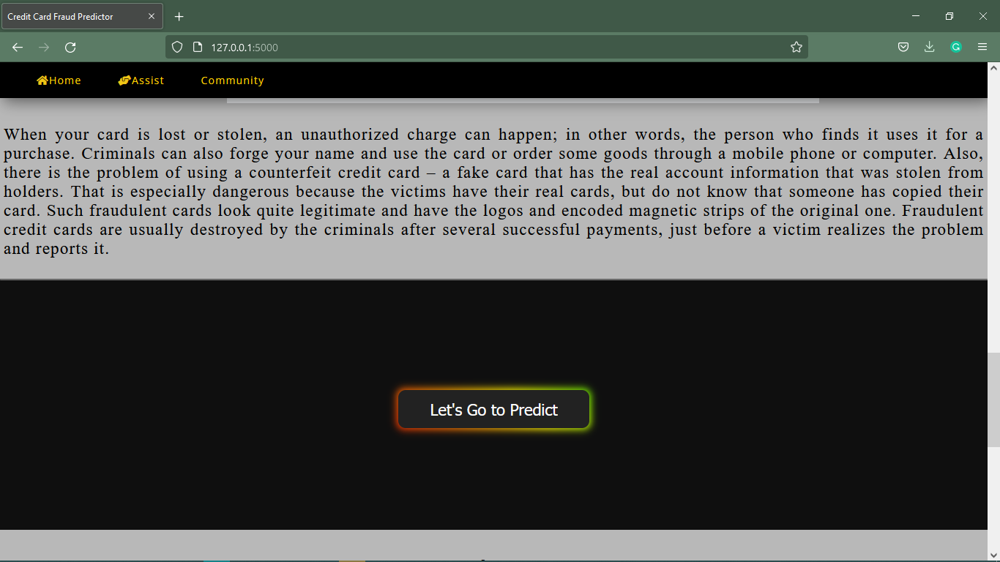 Credit Card Fraud Predictor
127.0.0.1:5000
Home Assist Community
When your card is lost or stolen, an unauthorized charge can happen; in other words, the person who finds it uses it for a
purchase. Criminals can also forge your name and use the card or order some goods through a mobile phone or computer. Also,
there is the problem of using a counterfeit credit card – a fake card that has the real account information that was stolen from
holders. That is especially dangerous because the victims have their real cards, but do not know that someone has copied their
card. Such fraudulent cards look quite legitimate and have the logos and encoded magnetic strips of the original one. Fraudulent
credit cards are usually destroyed by the criminals after several successful payments, just before a victim realizes the problem
and reports it.
Let's Go to Predict